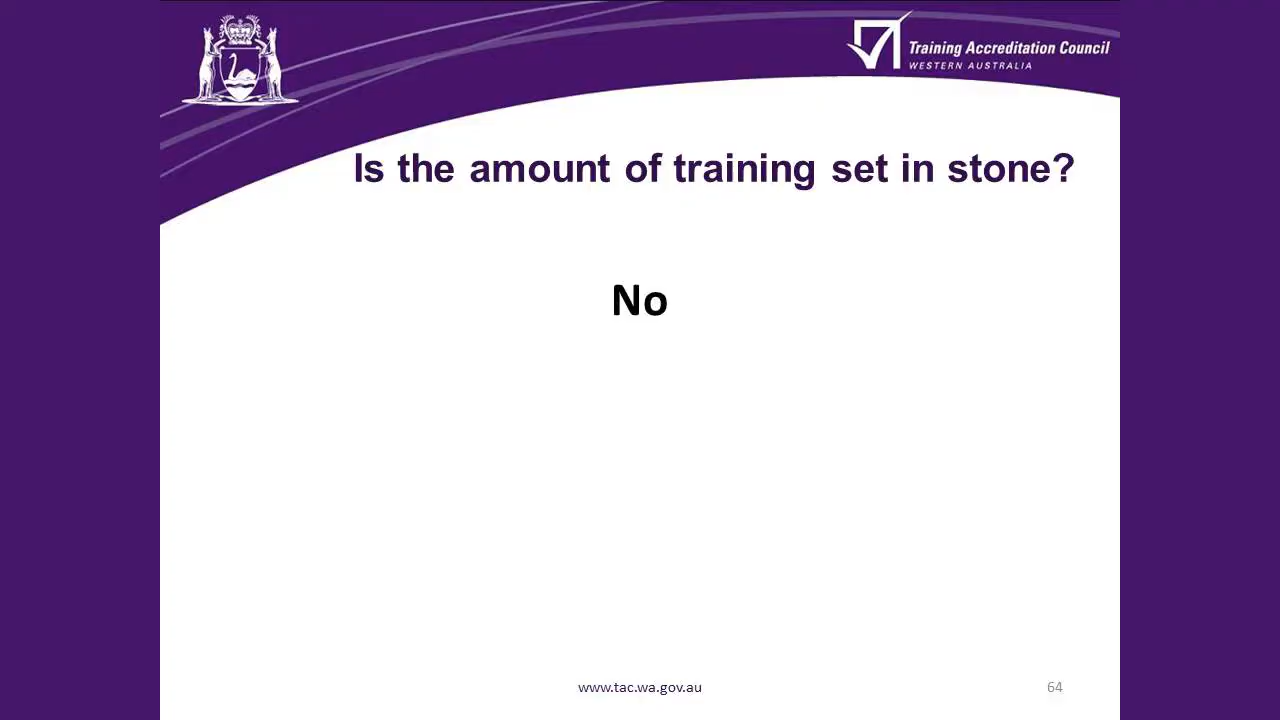 Training Accreditation Council
WESTERN AUSTRALIA
Is the amount of training set in stone?
No
www.tac.wa.gov.au
64